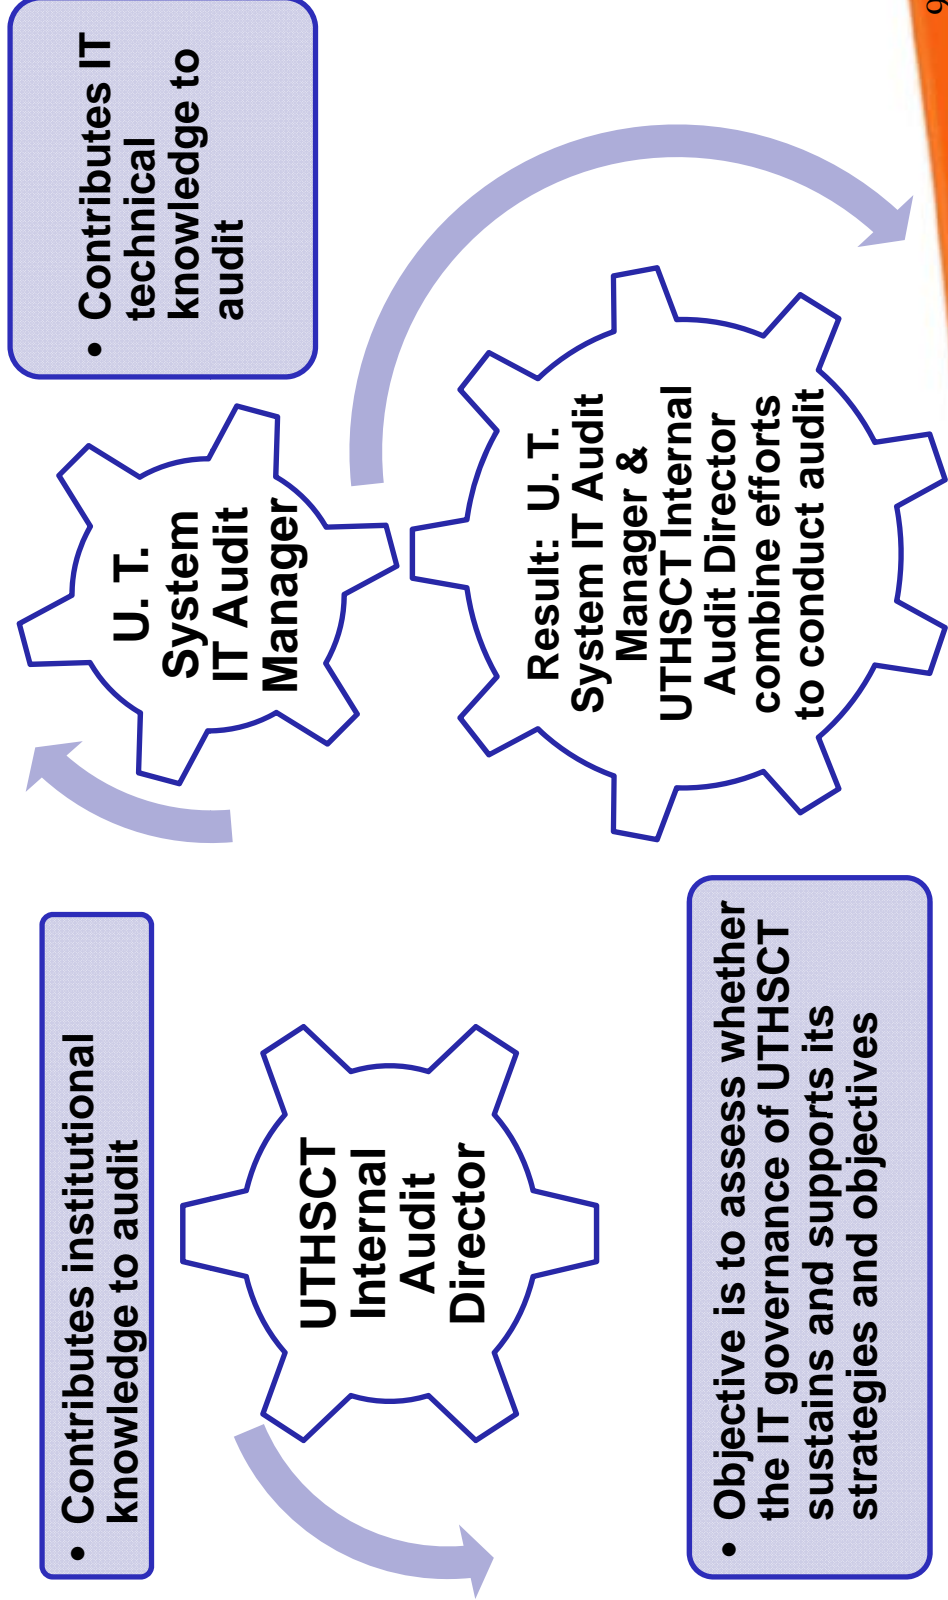 • Contributes institutional
knowledge to audit
UTHSCT
Internal
Audit
Director
• Objective is to assess whether
the IT governance of UTHSCT
sustains and supports its
strategies and objectives
U. T.
System
IT Audit
Manager
• Contributes IT
technical
knowledge to
audit
Result: U. T.
System IT Audit
Manager &
UTHSCT Internal
Audit Director
combine efforts
to conduct audit